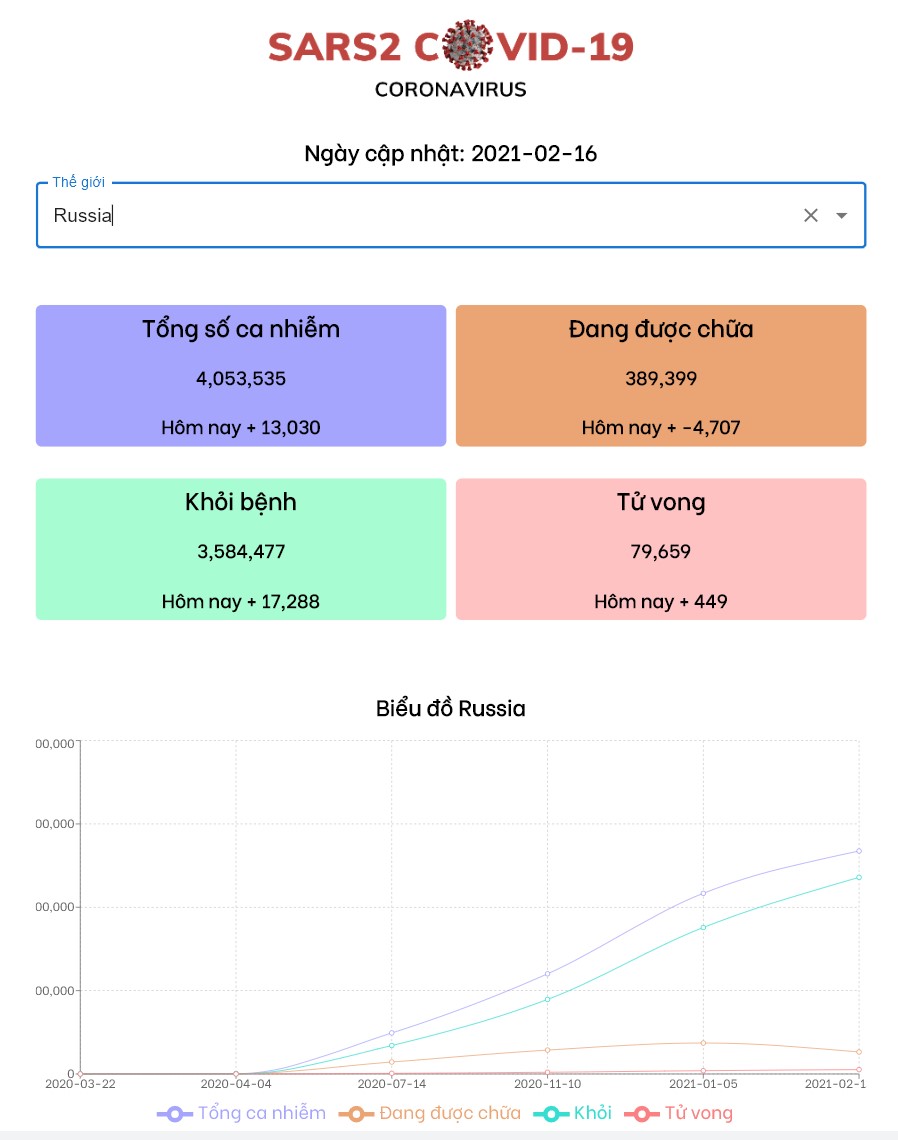 SARS2 COVID-19
CORONAVIRUS
Ngày cập nhật: 2021-02-16
Thế giới
Russia
Tổng số ca nhiễm
4,053,535
Hôm nay + 13,030
Đang được chữa
389,399
Hôm nay + -4,707
Khỏi bệnh
3,584,477
Hôm nay + 17,288
Tử vong
79,659
Hôm nay + 449
Biểu đồ Russia
00,000
00,000
00,000
00,000
0
2020-03-22 2020-04-04 2020-07-14 2020-11-10 2021-01-05 2021-02-1
Tổng ca nhiễm Đang được chữa Khỏi Tử vong